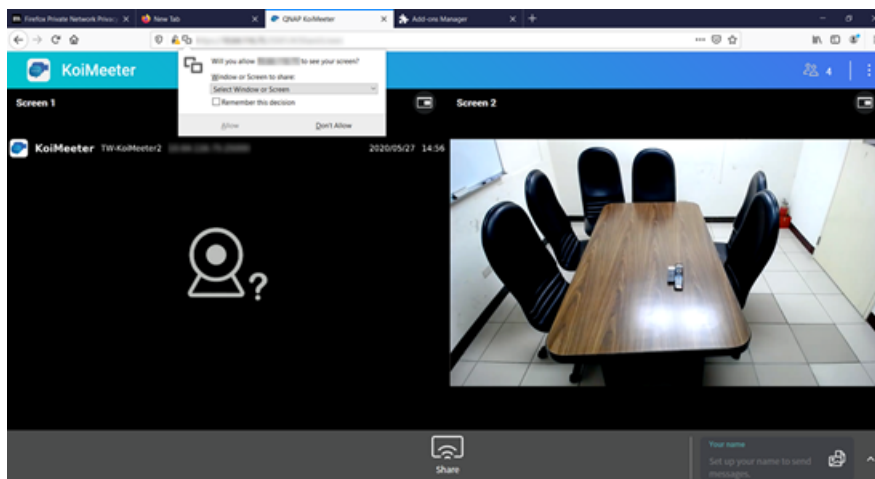 Firefox Private Network Privac
New Tab
QNAP KoiMeeter
Add-ons Manager
KoiMeeter
4
Will you allow
to see your screen?
Window or Screen to share:
Select Window or Screen
Remember this decision
Allow
Don't Allow
Screen 1
Screen 2
KoiMeeter TW-KoiMeeter2
2020/05/27 14:56
?
Share
Your name
Set up your name to send
messages.